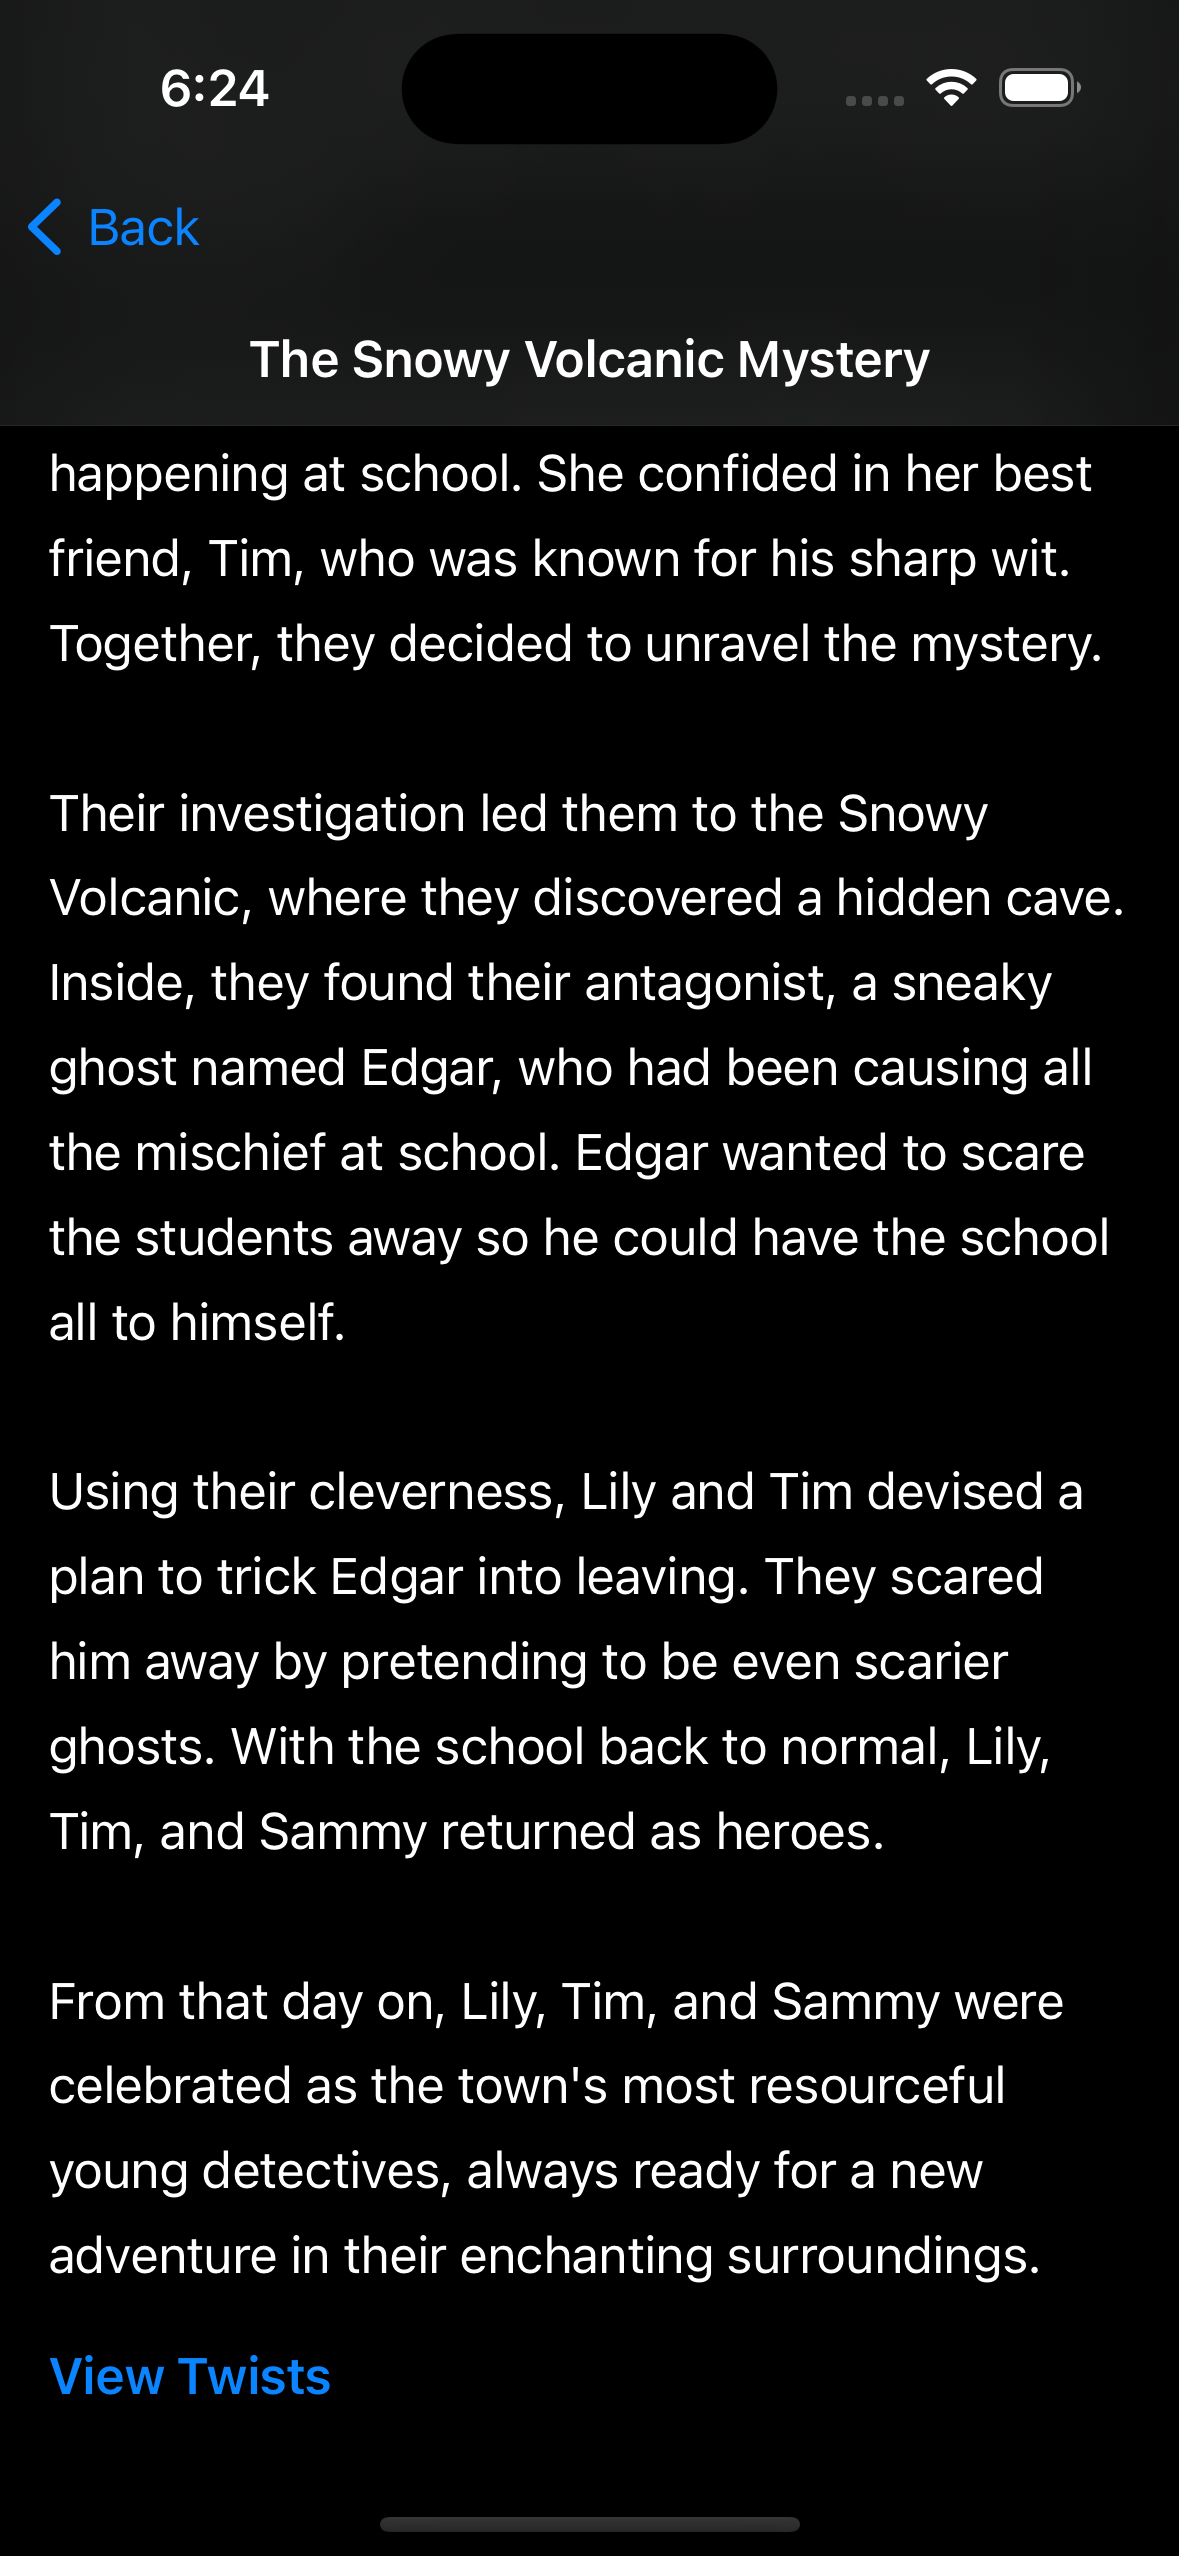 6:24
Back
The Snowy Volcanic Mystery
happening at school. She confided in her best
friend, Tim, who was known for his sharp wit.
Together, they decided to unravel the mystery.
Their investigation led them to the Snowy
Volcanic, where they discovered a hidden cave.
Inside, they found their antagonist, a sneaky
ghost named Edgar, who had been causing all
the mischief at school. Edgar wanted to scare
the students away so he could have the school
all to himself.
Using their cleverness, Lily and Tim devised a
plan to trick Edgar into leaving. They scared
him away by pretending to be even scarier
ghosts. With the school back to normal, Lily,
Tim, and Sammy returned as heroes.
From that day on, Lily, Tim, and Sammy were
celebrated as the town's most resourceful
young detectives, always ready for a new
adventure in their enchanting surroundings.
View Twists